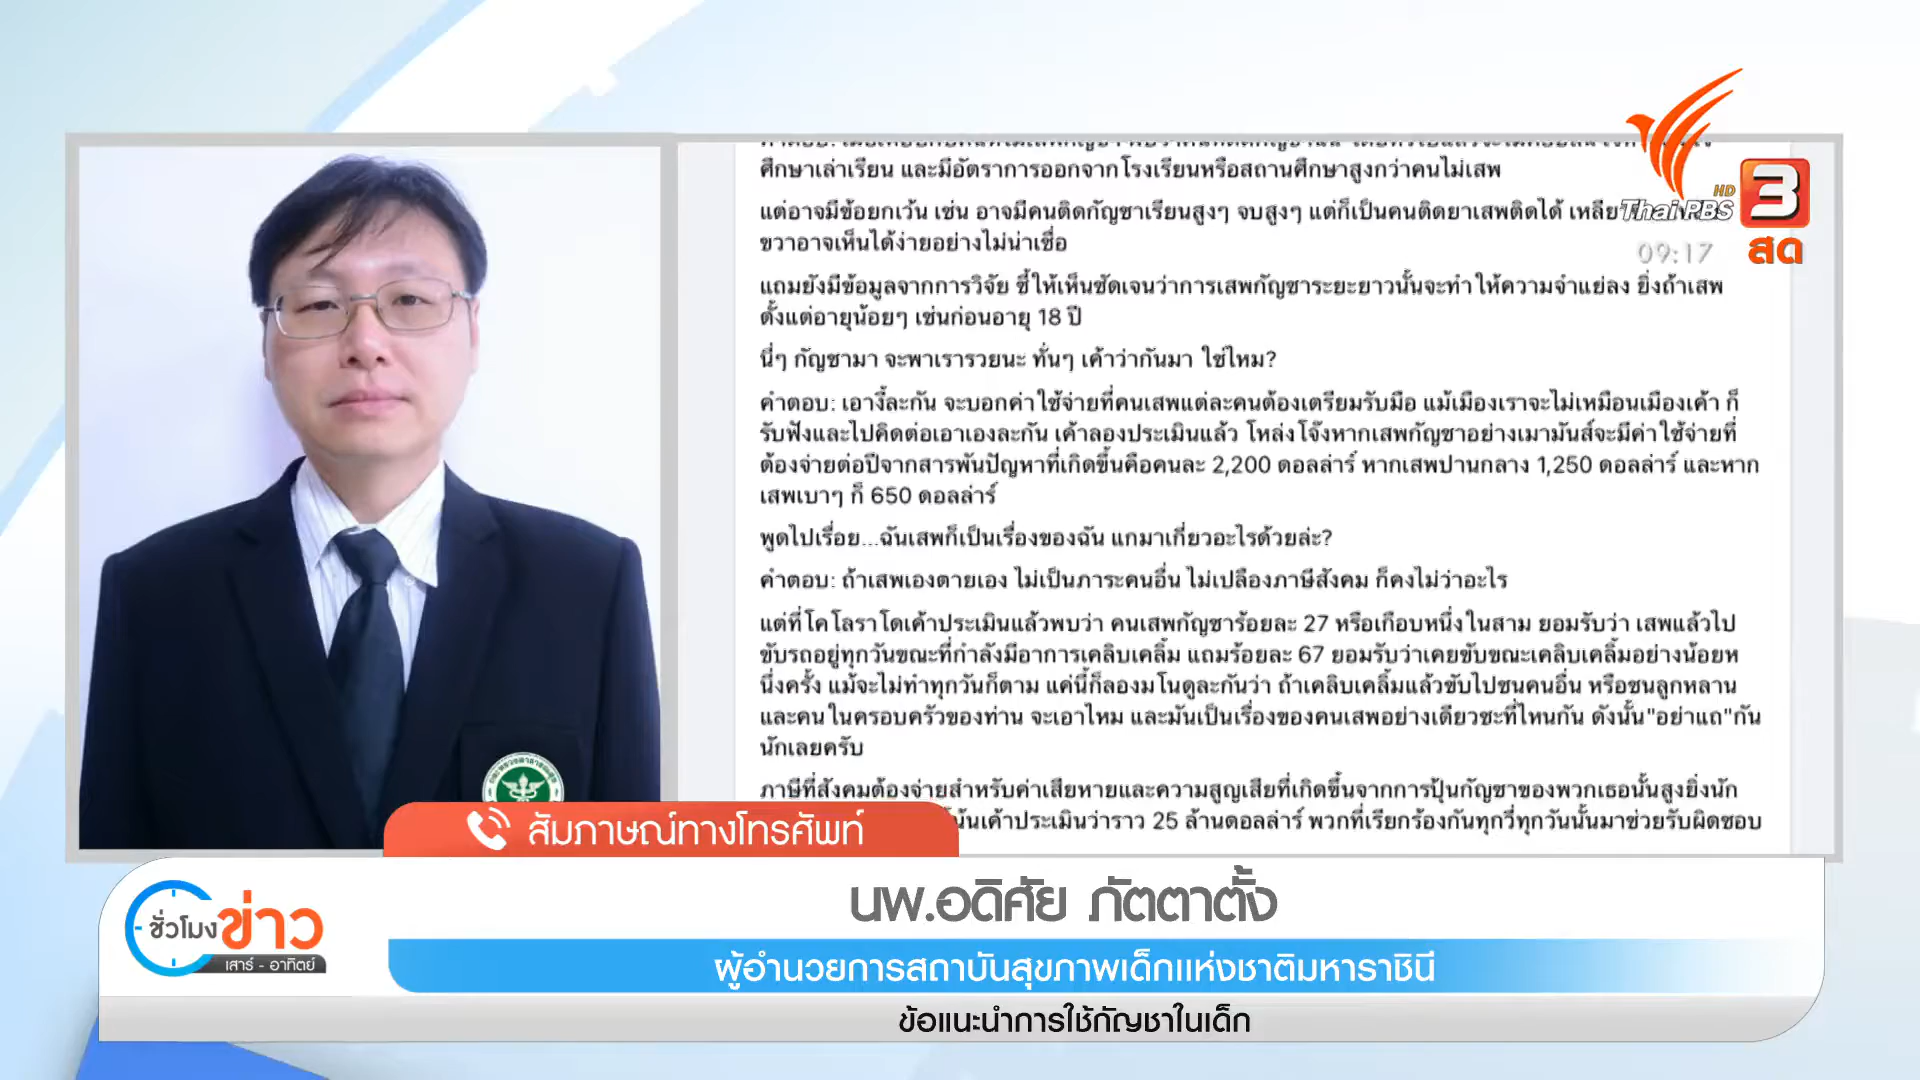 ศึกษาเล่าเรียน และมีอัตราการออกจากโรงเรียนหรือสถานศึกษาสูงกว่าคนไม่เสพ
แต่อาจมีข้อยกเว้น เช่น อาจมีคนติดกัญชาเรียนสูงๆ จบสูงๆ แต่ก็เป็นคนติดยาเสพติดได้
ขวาอาจเห็นได้ง่ายอย่างไม่น่าเชื่อ
แถมยังมีข้อมูลจากการวิจัย ชี้ให้เห็นชัดเจนว่าการเสพกัญชาระยะยาวนั้นจะทำให้ความจำแย่ลง ยิ่งถ้าเสพ
ตั้งแต่อายุน้อยๆ เช่นก่อนอายุ 18 ปี
นี่ๆ กัญชามา จะพาเรารวยนะ ทั่นๆ เค้าว่ากันมา ใช่ไหม?
คำตอบ: เอางี้ละกัน จะบอกค่าใช้จ่ายที่คนเสพแต่ละคนต้องเตรียมรับมือ แม้เมืองเราจะไม่เหมือนเมืองเค้า ก็
รับฟังและไปคิดต่อเอาเองละกัน เค้าลองประเมินแล้ว โหล่งโจ๊งหากเสพกัญชาอย่างเมามันส์จะมีค่าใช้จ่ายที่
ต้องจ่ายต่อปีจากสารพันปัญหาที่เกิดขึ้นคือคนละ 2,200 ดอลล่าร์ หากเสพปานกลาง 1,250 ดอลล่าร์ และหาก
เสพเบาๆ ก็ 650 ดอลล่าร์
พูดไปเรื่อย...ฉันเสพก็เป็นเรื่องของฉัน แกมาเกี่ยวอะไรด้วยล่ะ?
คำตอบ: ถ้าเสพเองตายเอง ไม่เป็นภาระคนอื่น ไม่เปลืองภาษีสังคม ก็คงไม่ว่าอะไร
แต่ที่โคโลราโดเค้าประเมินแล้วพบว่า คนเสพกัญชาร้อยละ 27 หรือเกือบหนึ่งในสาม ยอมรับว่า เสพแล้วไป
ขับรถอยู่ทุกวันขณะที่กำลังมีอาการเคลิบเคลิ้ม แถมร้อยละ 67 ยอมรับว่าเคยขับขณะเคลิบเคลิ้มอย่างน้อยห
นึ่งครั้ง แม้จะไม่ทำทุกวันก็ตาม แค่นี้ก็ลองมโนดูละกันว่า ถ้าเคลิบเคลิ้มแล้วขับไปชนคนอื่น หรือชนลูกหลาน
และคนในครอบครัวของท่าน จะเอาไหม และมันเป็นเรื่องของคนเสพอย่างเดียวซะที่ไหนกัน ดังนั้น"อย่าแถ"กัน
นักเลยครับ
ภาษีที่สังคมต้องจ่ายสำหรับค่าเสียหายและความสูญเสียที่เกิดขึ้นจากการปุ้นกัญชาของพวกเธอนั้นสูงยิ่งนัก
เค้าประเมินว่าราว 25 ล้านดอลล่าร์ พวกที่เรียกร้องกันทุกวี่ทุกวันนั้นมาช่วยรับผิดชอบ
Thai PBS
HD
3
09:17
สด
สัมภาษณ์ทางโทรศัพท์
ชั่วโมง
ข่าว
เสาร์ - อาทิตย์
นพ.อดิศัย ภัตตาตั้ง
ผู้อำนวยการสถาบันสุขภาพเด็กแห่งชาติมหาราชินี
ข้อแนะนำการใช้กัญชาในเด็ก